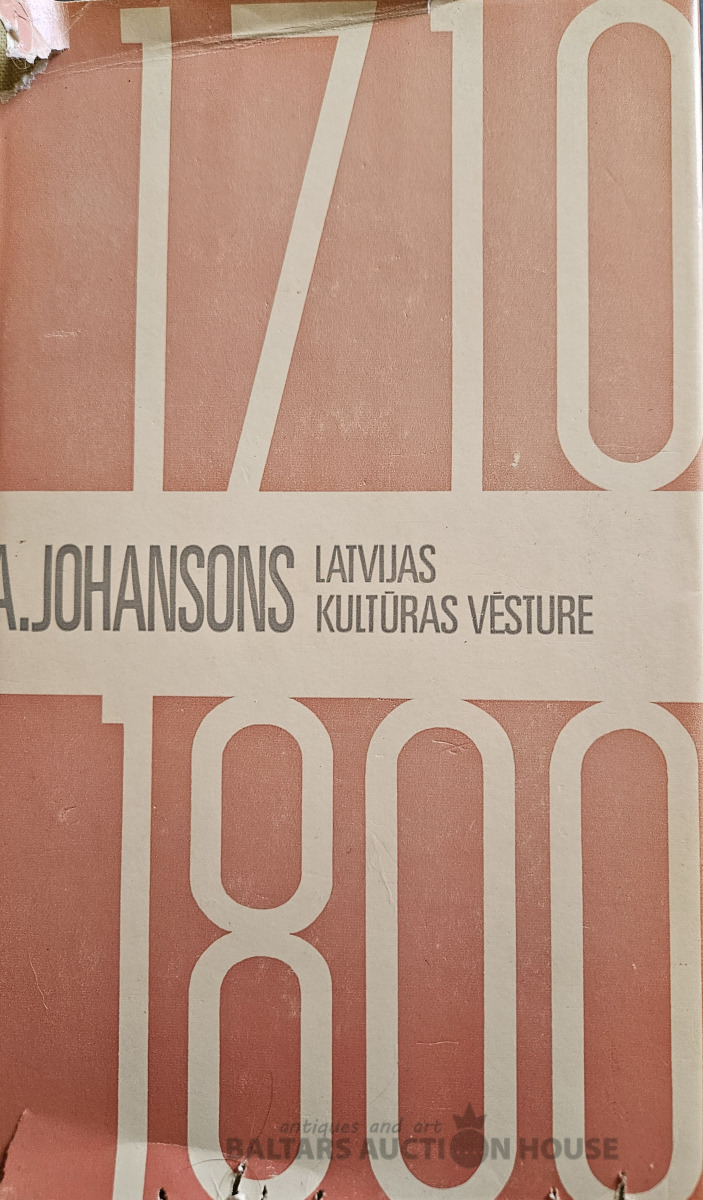 1710
A.JOHANSONS
LATVIJAS
KULTŪRAS VĒSTURE
1800
antiques and art
BALTARS AUCTION HOUSE